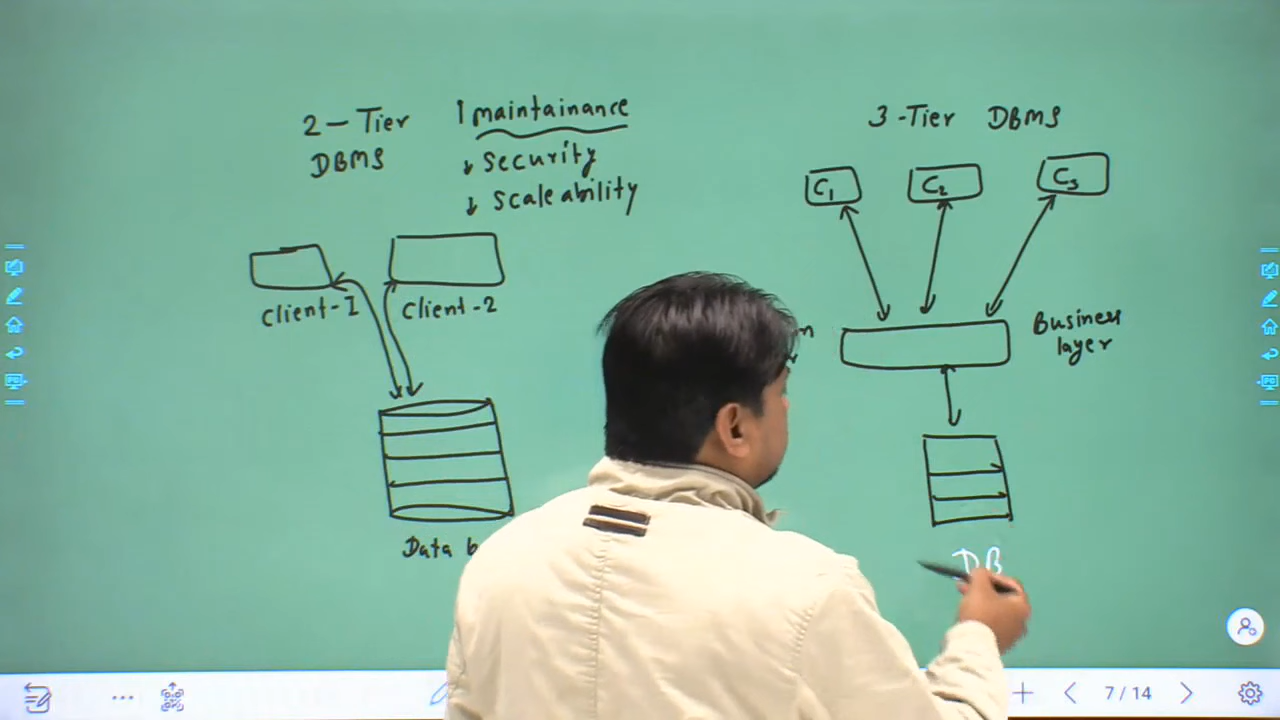 2 - Tier
DBMS
↑ maintainance
↓ Security
↓ Scaleability
Client-1
Client-2
Data b
3 -Tier DBMS
C1
C2
C3
Business
layer
DB
7 / 14